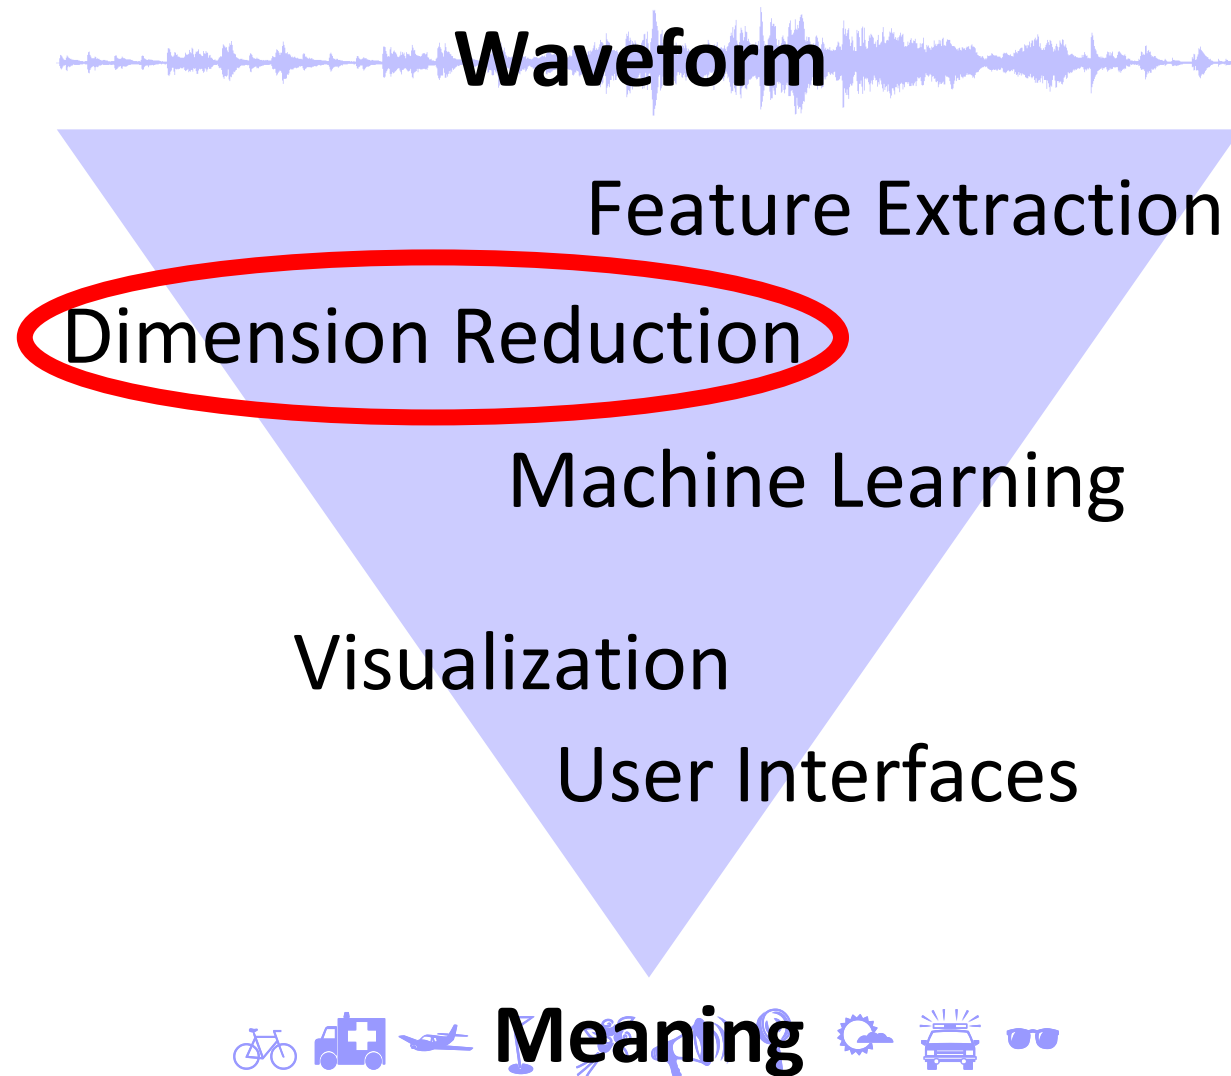 Waveform
Feature Extraction
Dimension Reduction
Machine Learning
Visualization
User Interfaces
Meaning